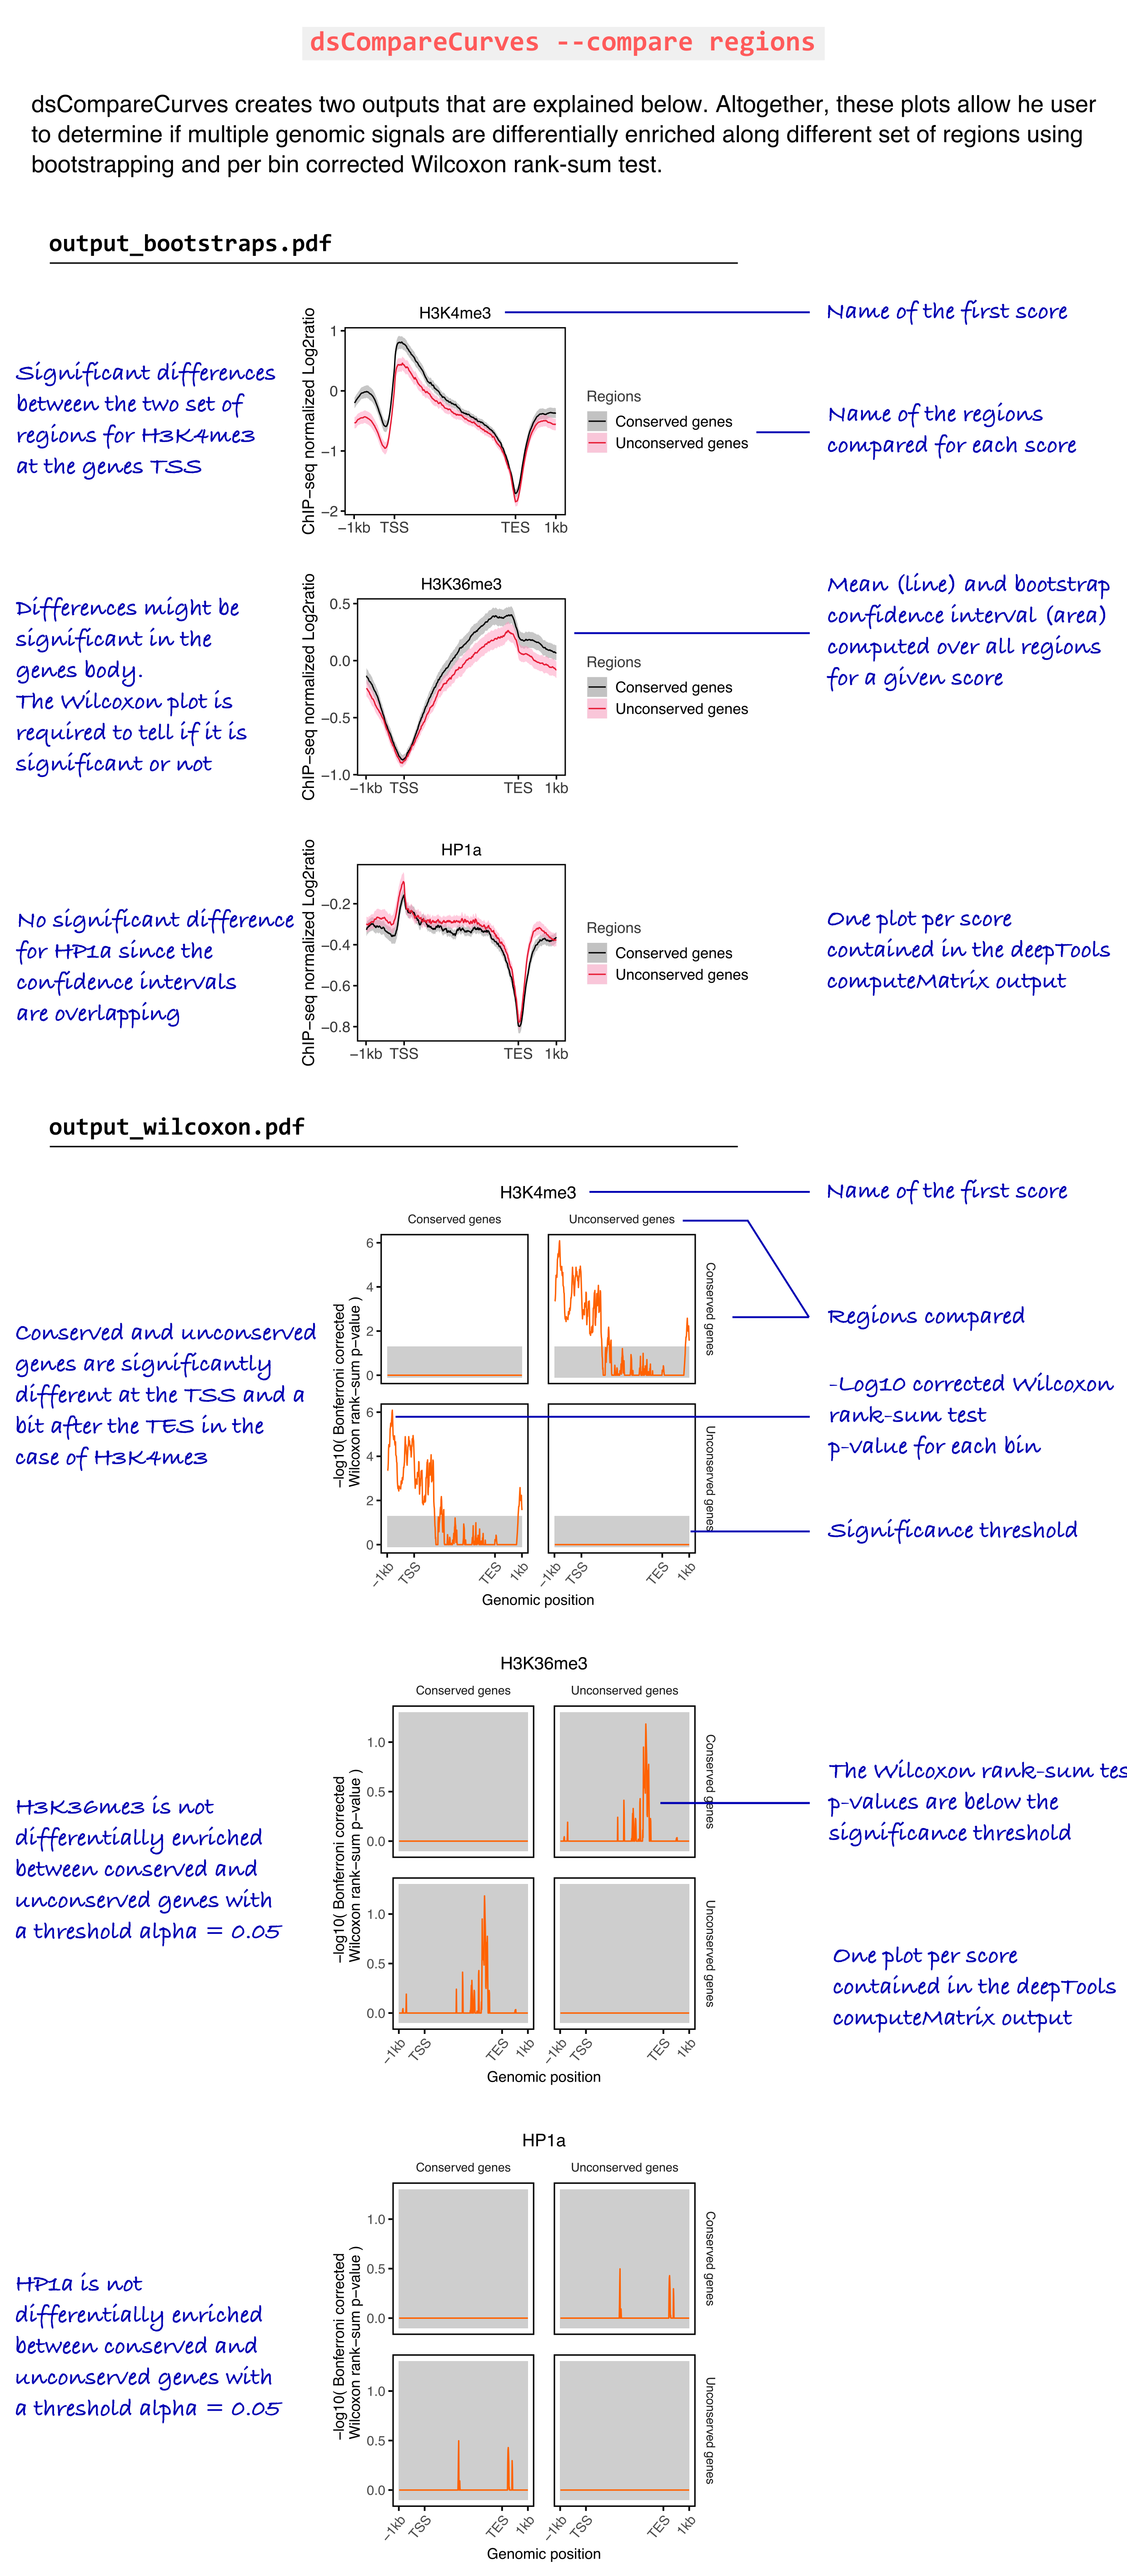 dsCompareCurves --compare regions
dsCompareCurves creates two outputs that are explained below. Altogether, these plots allow he user
to determine if multiple genomic signals are differentially enriched along different set of regions using
bootstrapping and per bin corrected Wilcoxon rank-sum test.
output_bootstraps.pdf
Significant differences
between the two set of
regions for H3K4me3
at the genes TSS
H3K4me3
ChIP−seq normalized Log2ratio
1
0
−1
−2
−1kb TSS TES 1kb
Regions
Conserved genes
Unconserved genes
Name of the first score
Name of the regions
compared for each score
Differences might be
significant in the
genes body.
The Wilcoxon plot is
required to tell if it is
significant or not
H3K36me3
ChIP−seq normalized Log2ratio
0.5
0.0
−0.5
−1.0
−1kb TSS TES 1kb
Regions
Conserved genes
Unconserved genes
Mean (line) and bootstrap
confidence interval (area)
computed over all regions
for a given score
No significant difference
for HP1a since the
confidence intervals
are overlapping
HP1a
ChIP−seq normalized Log2ratio
−0.2
−0.4
−0.6
−0.8
−1kb TSS TES 1kb
Regions
Conserved genes
Unconserved genes
One plot per score
contained in the deepTools
computeMatrix output
output_wilcoxon.pdf
Conserved and unconserved
genes are significantly
different at the TSS and a
bit after the TES in the
case of H3K4me3
H3K4me3
Conserved genes Unconserved genes
−log10( Bonferroni corrected
Wilcoxon rank−sum p−value )
6
4
2
0
Conserved genes
6
4
2
0
Unconserved genes
−1kb TSS TES 1kb −1kb TSS TES 1kb
Genomic position
Name of the first score
Regions compared
-Log10 corrected Wilcoxon
rank-sum test
p-value for each bin
Significance threshold
H3K36me3 is not
differentially enriched
between conserved and
unconserved genes with
a threshold alpha = 0.05
H3K36me3
Conserved genes Unconserved genes
−log10( Bonferroni corrected
Wilcoxon rank−sum p−value )
1.0
0.5
0.0
Conserved genes
1.0
0.5
0.0
Unconserved genes
−1kb TSS TES 1kb −1kb TSS TES 1kb
Genomic position
The Wilcoxon rank-sum tes
p-values are below the
significance threshold
One plot per score
contained in the deepTools
computeMatrix output
HP1a is not
differentially enriched
between conserved and
unconserved genes with
a threshold alpha = 0.05
HP1a
Conserved genes Unconserved genes
−log10( Bonferroni corrected
Wilcoxon rank−sum p−value )
1.0
0.5
0.0
Conserved genes
1.0
0.5
0.0
Unconserved genes
−1kb TSS TES 1kb −1kb TSS TES 1kb
Genomic position